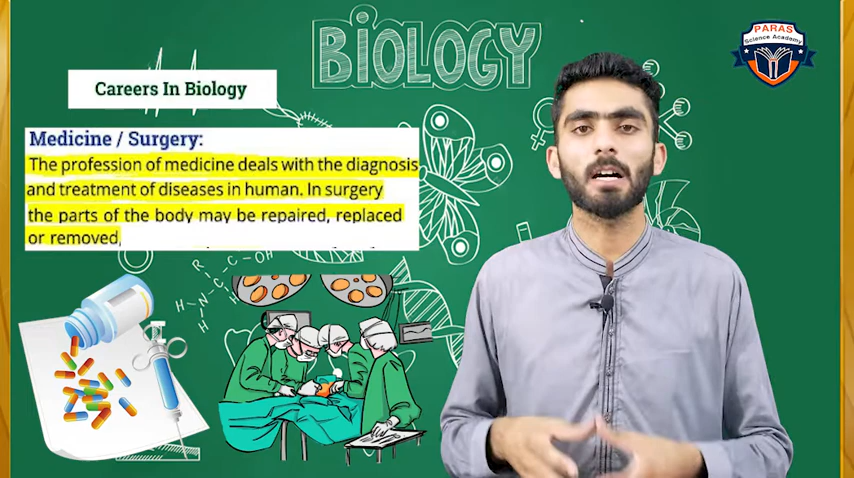 BiOLOGY
PARAS
Science Academy
Careers In Biology
Medicine / Surgery:
The profession of medicine deals with the diagnosis
and treatment of diseases in human. In surgery
the parts of the body may be repaired, replaced
or removed,
R
C-OH
H-N-C-C
H H